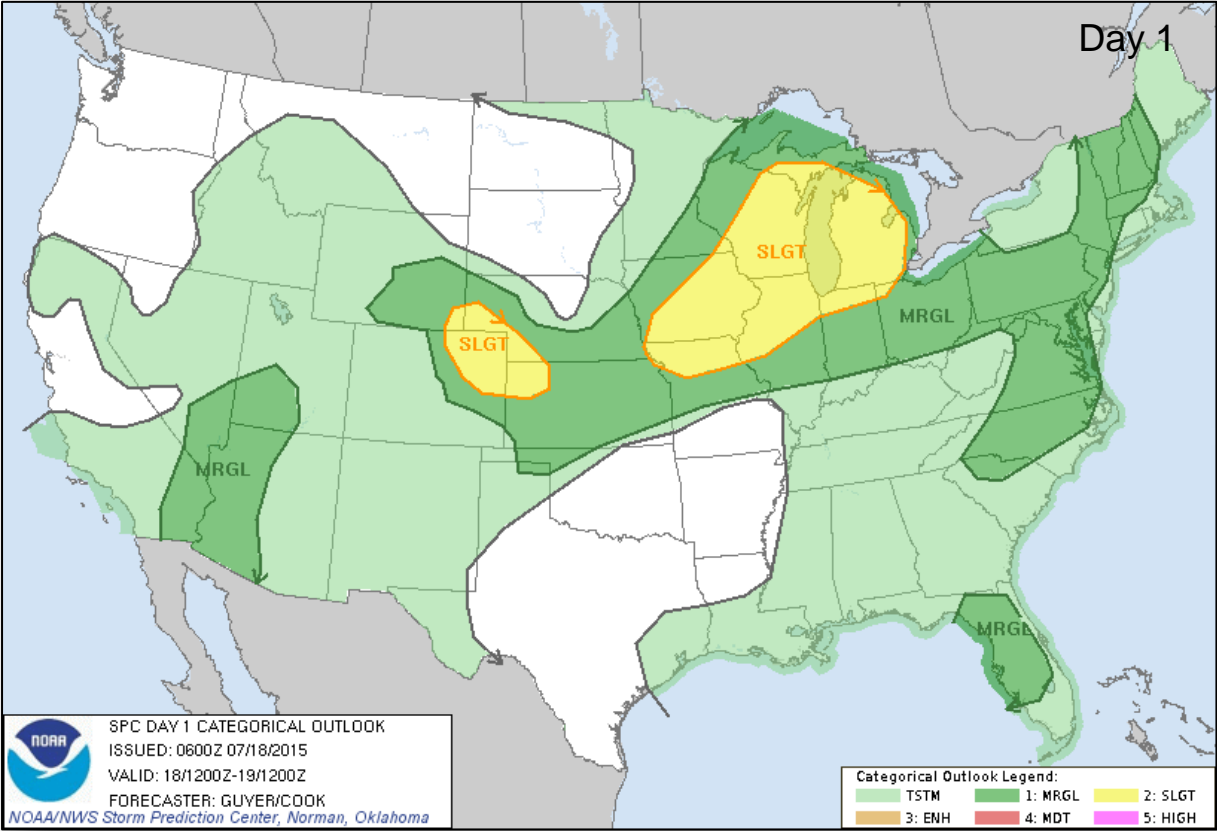 Day 1
SLGT
SLGT
MRGL
MRGL
MRGL
NOAA
SPC DAY 1 CATEGORICAL OUTLOOK
ISSUED: 0600Z 07/18/2015
VALID: 18/1200Z-19/1200Z
FORECASTER: GUYER/COOK
NOAA/NWS Storm Prediction Center, Norman, Oklahoma
Categorical Outlook Legend:
TSTM 1: MRGL 2: SLGT
3: ENH 4: MDT 5: HIGH